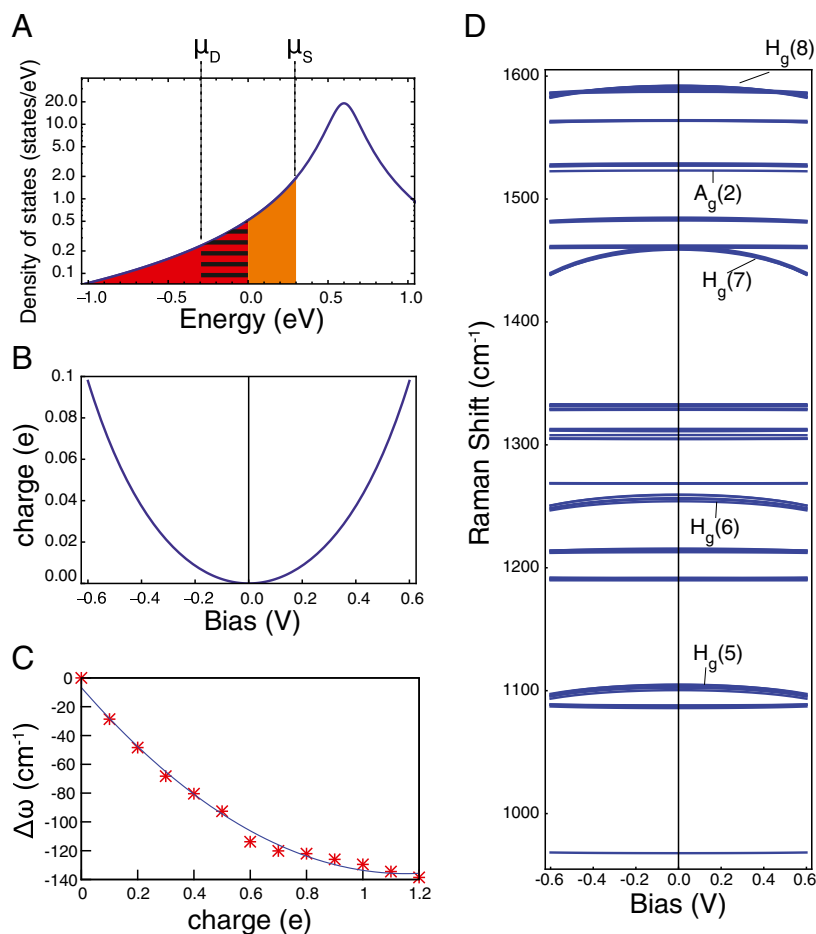 A
μD
μS
Density of states (states/eV)
20.0
10.0
5.0
2.0
1.0
0.5
0.2
0.1
−1.0
−0.5
0.0
0.5
1.0
Energy (eV)
B
charge (e)
0.1
0.08
0.06
0.04
0.02
0.00
−0.6
−0.4
−0.2
0.0
0.2
0.4
0.6
Bias (V)
C
Δω (cm-1)
0
-20
-40
-60
-80
-100
-120
-140
0
0.2
0.4
0.6
0.8
1.0
1.2
charge (e)
D
Raman Shift (cm-1)
1600
1500
1400
1300
1200
1100
1000
Hg(8)
Ag(2)
Hg(7)
Hg(6)
Hg(5)
-0.6
-0.4
-0.2
0.0
0.2
0.4
0.6
Bias (V)